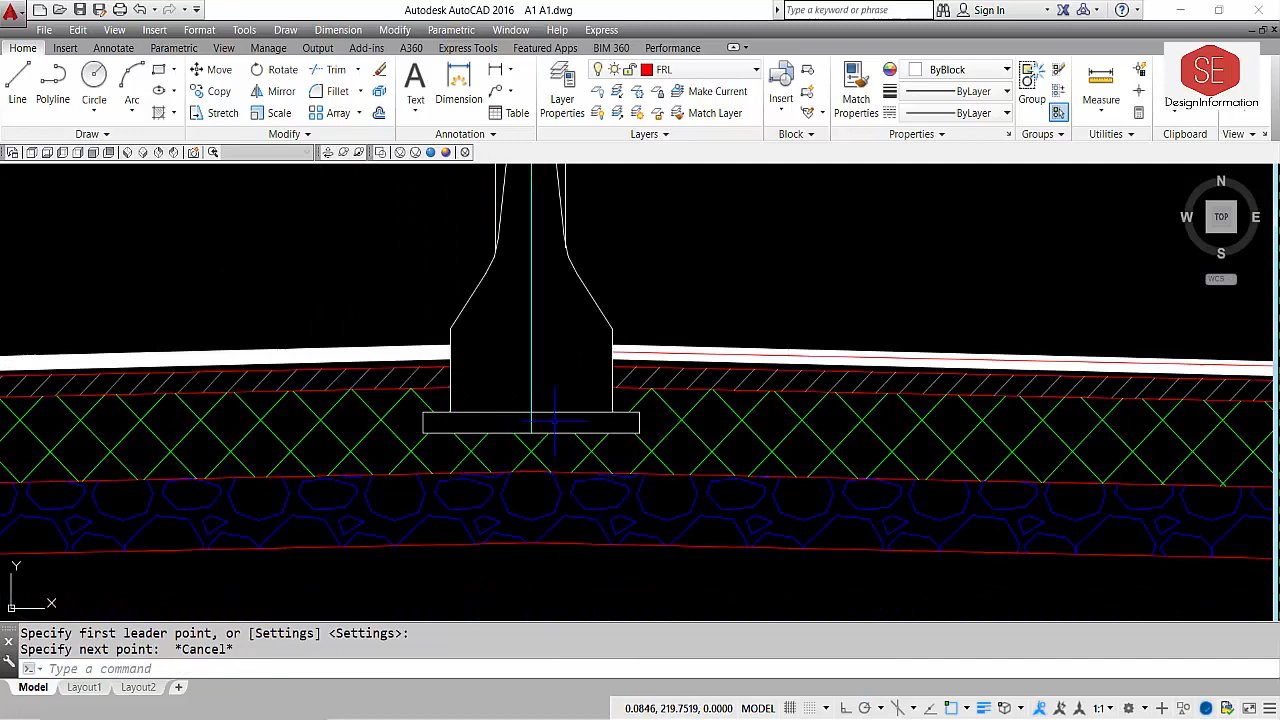 Autodesk AutoCAD 2016 A1 A1.dwg
Type a keyword or phrase
Sign In
File Edit View Insert Format Tools Draw Dimension Modify Parametric Window Help Express
Home Insert Annotate Parametric View Manage Output Add-ins A360 Express Tools Featured Apps BIM 360 Performance
Line Polyline Circle Arc
Move Rotate Trim
Copy Mirror Fillet
Stretch Scale Array
Text Dimension Table
Layer Properties
FRL
Make Current
Match Layer
Insert
Match Properties
ByBlock
ByLayer
ByLayer
Group
Measure
SE
DesignInformation
Draw Modify Annotation Layers Block Properties Groups Utilities Clipboard View
N
W TOP E
S
WCS
Y
X
Specify first leader point, or [Settings] <Settings>:
Specify next point: *Cancel*
Type a command
Model Layout1 Layout2 +
0.0846, 219.7519, 0.0000 MODEL 1:1